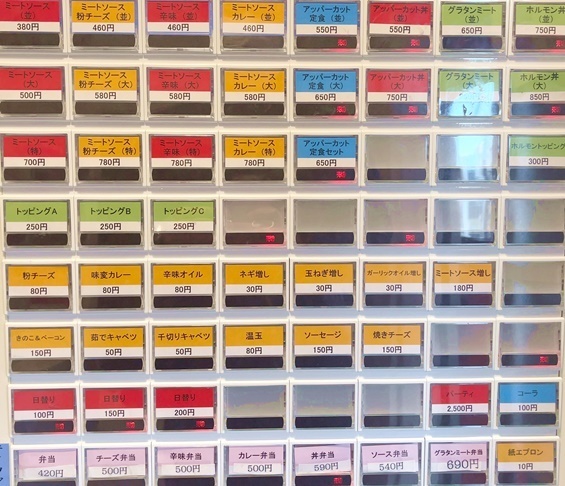 ミートソース
（並）
380円
ミートソース
粉チーズ（並）
460円
ミートソース
辛味（並）
460円
ミートソース
カレー（並）
460円
アッパーカット
定食（並）
550円
アッパーカット丼
（並）
550円
グラタンミート
（並）
650円
ホルモン丼
（並）
750円
ミートソース
（大）
500円
ミートソース
粉チーズ（大）
580円
ミートソース
辛味（大）
580円
ミートソース
カレー（大）
580円
アッパーカット
定食（大）
650円
アッパーカット丼
（大）
750円
グラタンミート
（大）
ホルモン丼
（大）
850円
ミートソース
（特）
700円
ミートソース
粉チーズ（特）
780円
ミートソース
辛味（特）
780円
ミートソース
カレー（特）
780円
アッパーカット
定食セット
650円
ホルモントッピング
300円
トッピングA
250円
トッピングB
250円
トッピングC
250円
粉チーズ
80円
味変カレー
80円
辛味オイル
80円
ネギ増し
30円
玉ねぎ増し
30円
ガーリックオイル増し
30円
ミートソース増し
180円
きのこ＆ベーコン
150円
茹でキャベツ
50円
千切りキャベツ
50円
温玉
80円
ソーセージ
150円
焼きチーズ
150円
日替り
100円
日替り
150円
日替り
200円
パーティ
2,500円
コーラ
100円
弁当
420円
チーズ弁当
500円
辛味弁当
500円
カレー弁当
500円
丼弁当
590円
ソース弁当
540円
グラタンミート弁当
690円
紙エプロン
10円